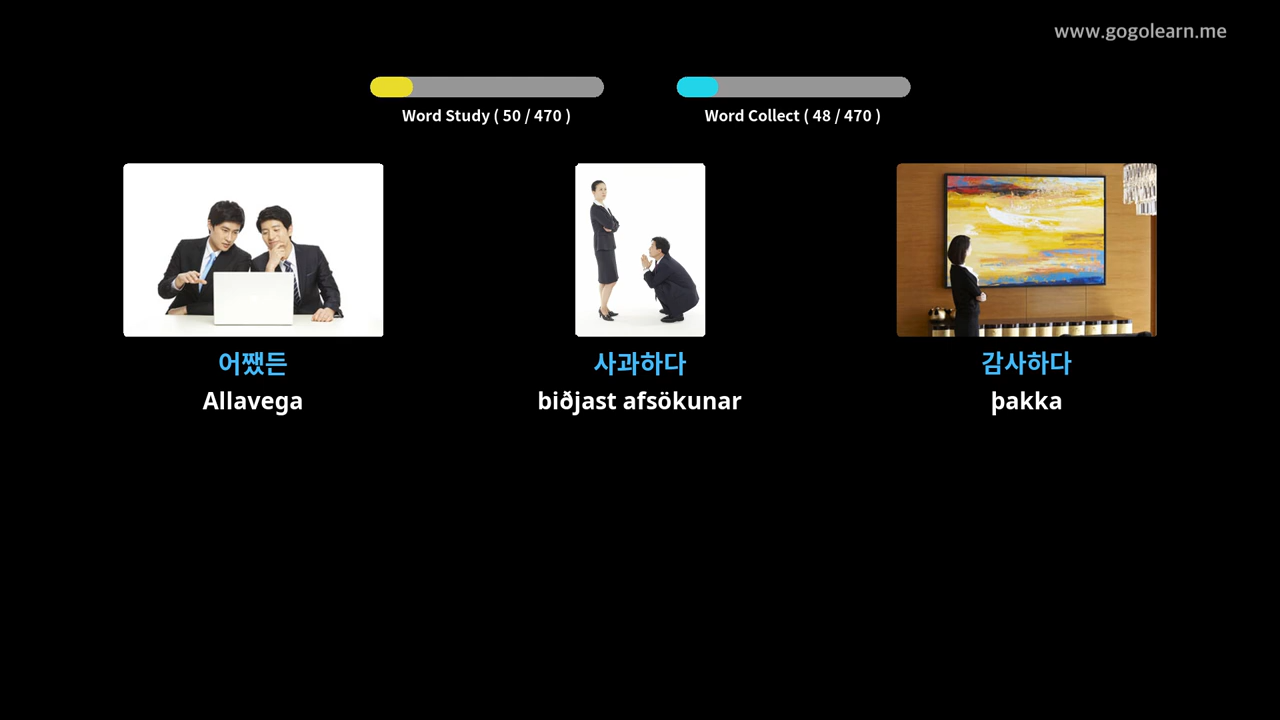 www.gogolearn.me
Word Study ( 50 / 470 )
Word Collect ( 48 / 470 )
어쨌든
Allavega
사과하다
biðjast afsökunar
감사하다
þakka